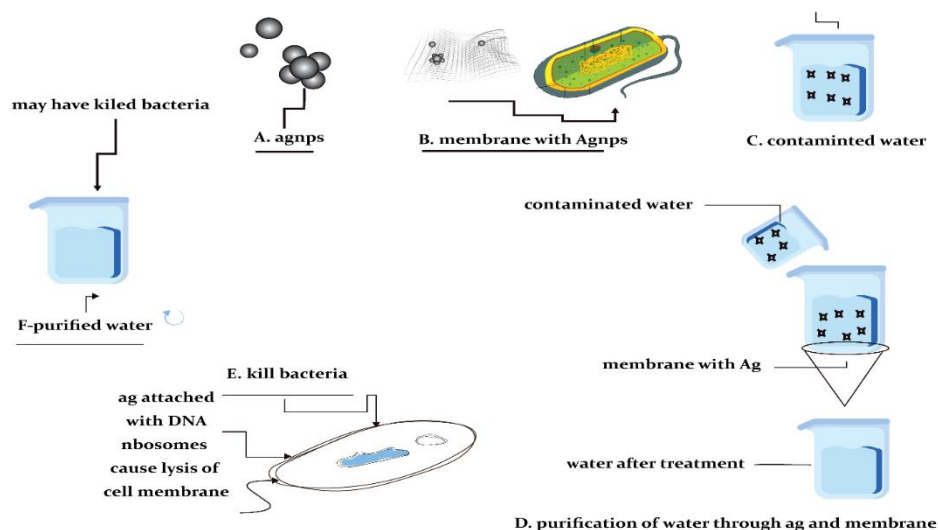 may have kiled bacteria
A. agnps
B. membrane with Agnps
C. contaminted water
contaminated water
F-purified water
membrane with Ag
E. kill bacteria
ag attached
with DNA
nbosomes
cause lysis of
cell membrane
water after treatment
D. purification of water through ag and membrane